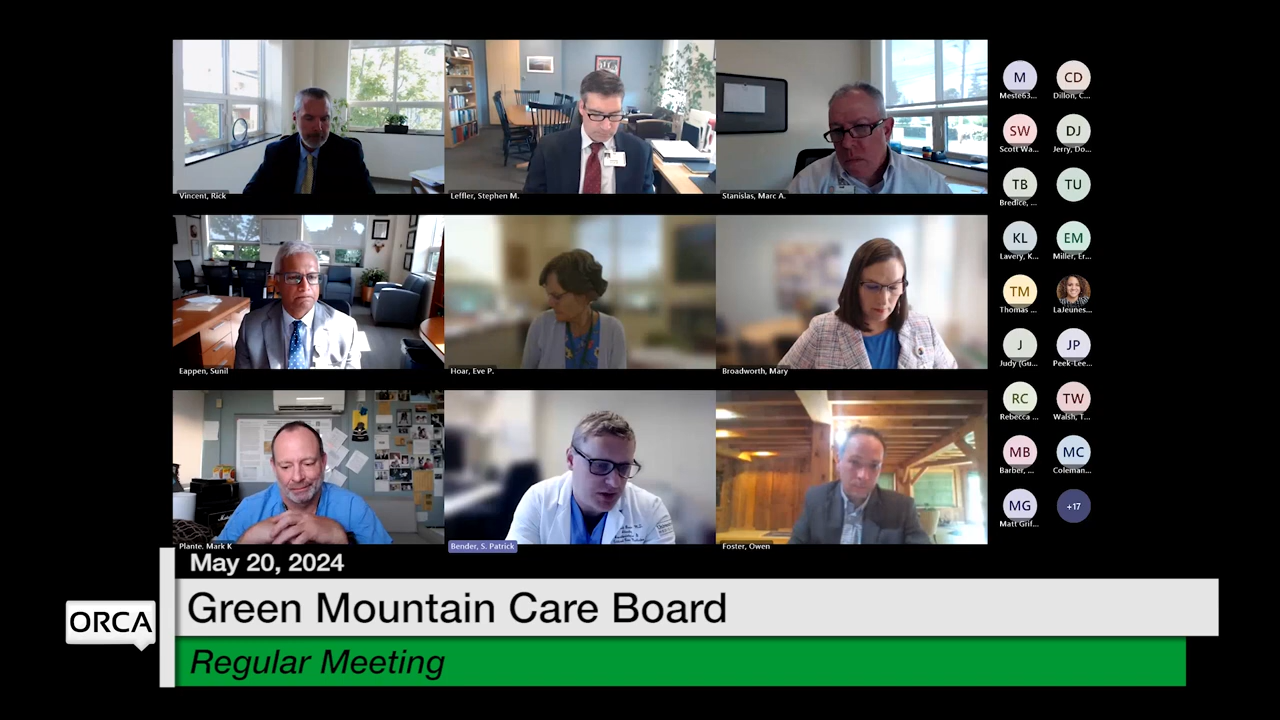 M
CD
Meste63...
Dillon, C...
SW
DJ
Scott Wa...
Jerry, Do...
TB
TU
Bredice, ...
KL
EM
Lavery, K...
Miller, Er...
TM
Thomas ...
LaJeunes...
J
JP
Judy (Gu...
Peek-Lee...
RC
TW
Rebecca ...
Walsh, T...
MB
MC
Barber, ...
Coleman...
MG
+17
Matt Grif...
Vincent, Rick
Leffler, Stephen M.
Stanislas, Marc A.
Eappen, Sunil
Hoar, Eve P.
Broadworth, Mary
Plante, Mark K
Bender, S. Patrick
Foster, Owen
May 20, 2024
ORCA
Green Mountain Care Board
Regular Meeting